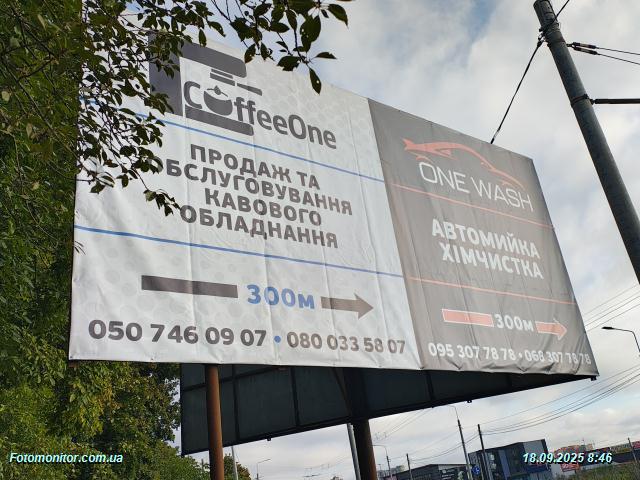 CoffeeOne
ПРОДАЖ ТА
ОБСЛУГОВУВАННЯ
КАВОВОГО
ОБЛАДНАННЯ
300м
050 746 09 07 • 080 033 58 07
ONE WASH
АВТОМИЙКА
ХІМЧИСТКА
300м
095 307 78 78 • 068 307 78 78
Fotomonitor.com.ua
18.09.2025 8:46